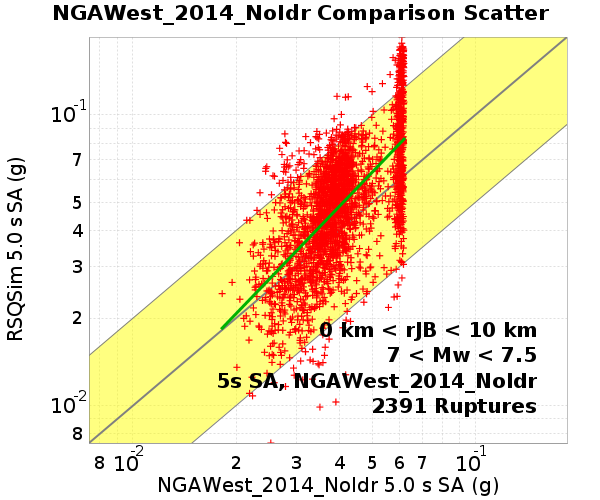 NGAWest_2014_NoIdr Comparison Scatter
RSQSim 5.0 s SA (g)
10-1
7
5
4
3
2
10-2
8
0 km < rJB < 10 km
7 < Mw < 7.5
5s SA, NGAWest_2014_NoIdr
2391 Ruptures
8 10-2 2 3 4 5 6 7 10-1
NGAWest_2014_NoIdr 5.0 s SA (g)